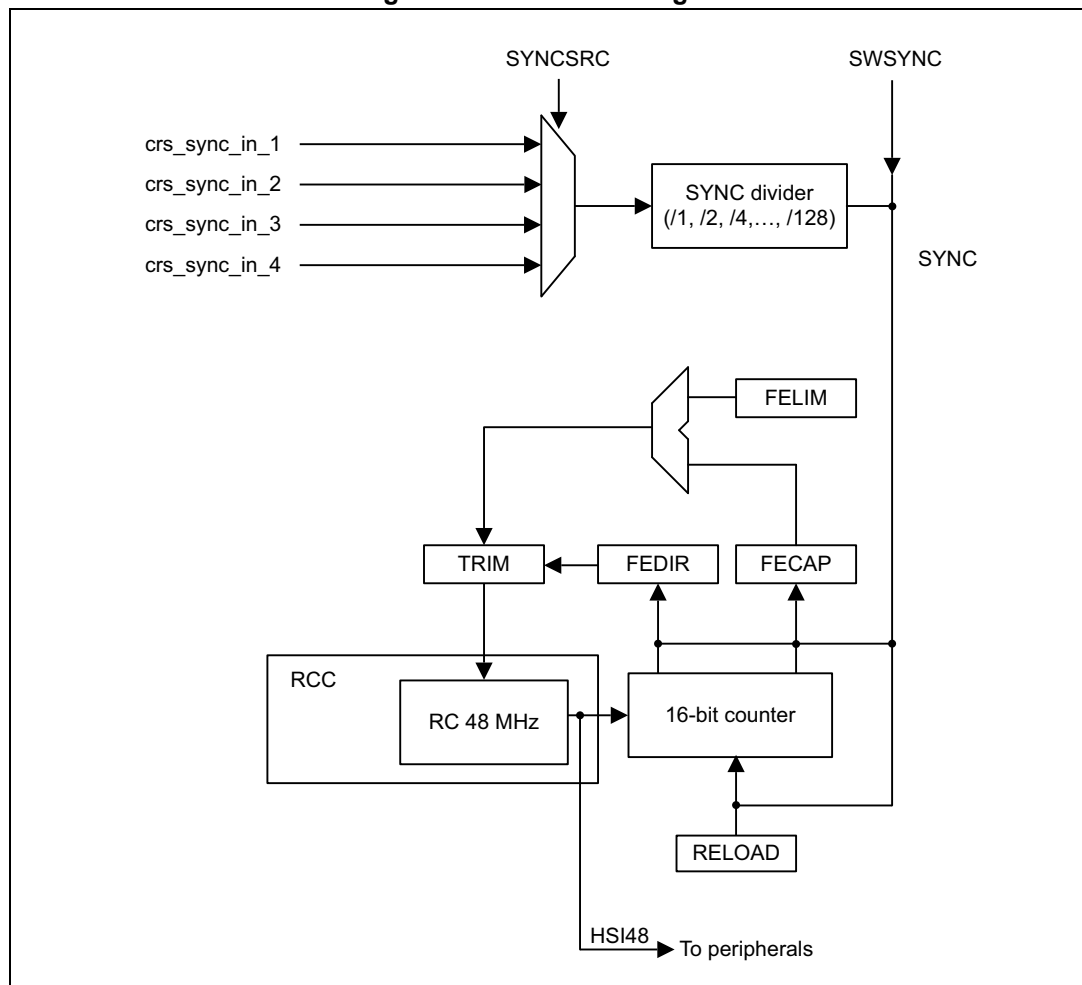 SYNCSRC
SWSYNC
crs_sync_in_1
crs_sync_in_2
crs_sync_in_3
crs_sync_in_4
SYNC divider
(/1, /2, /4,…, /128)
SYNC
FELIM
TRIM
FEDIR
FECAP
RCC
RC 48 MHz
16-bit counter
RELOAD
HSI48
To peripherals